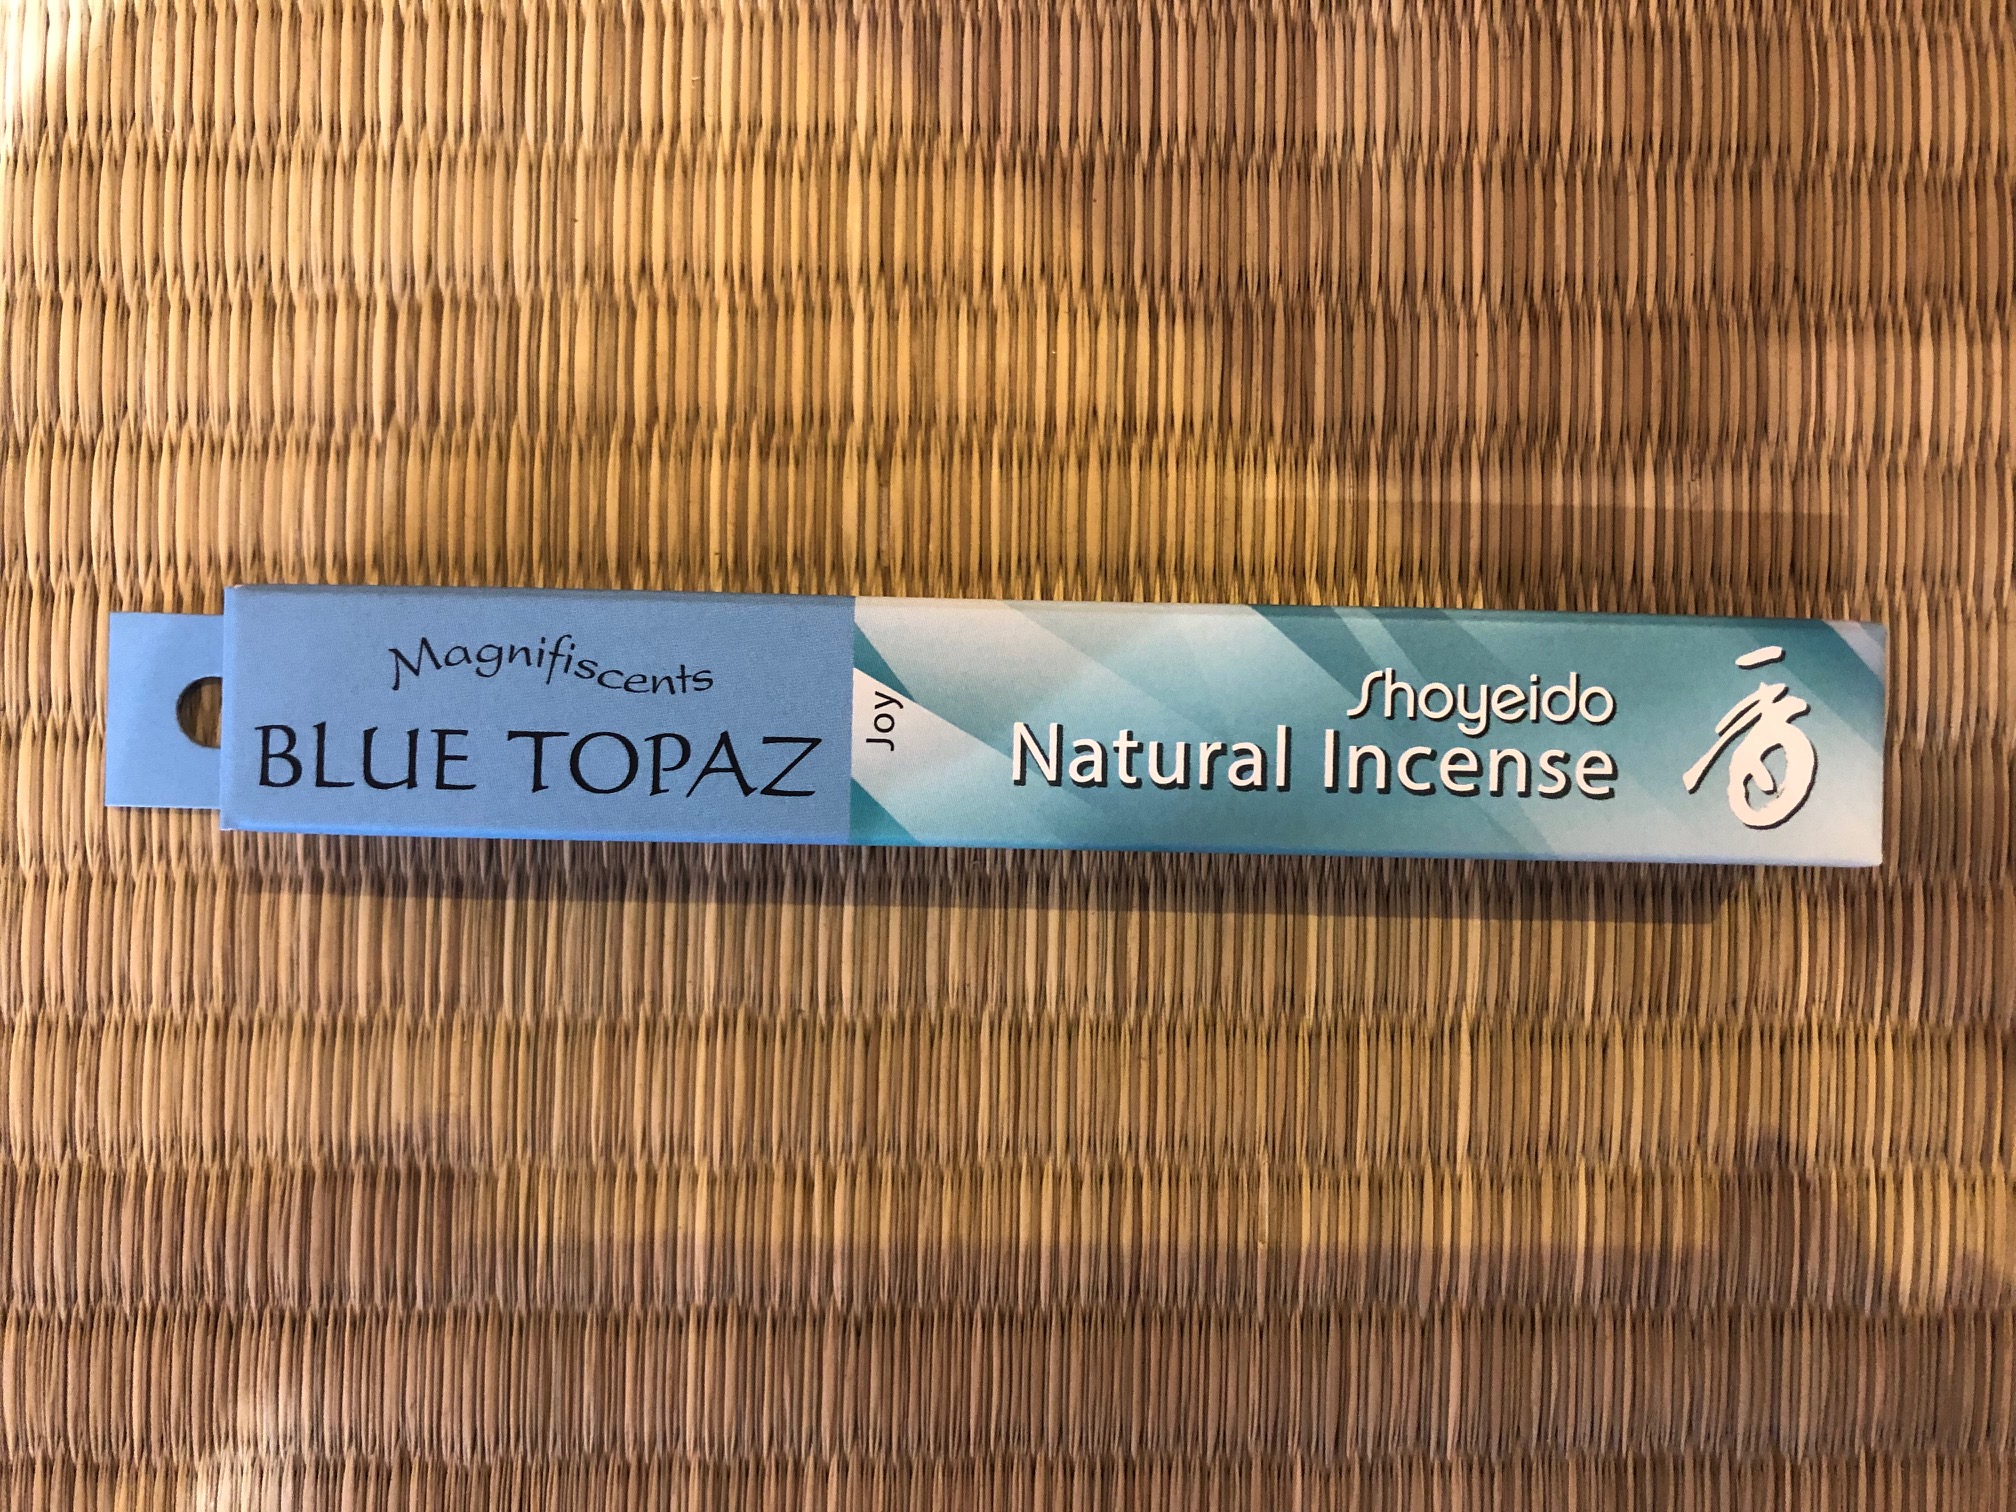 Magnifiscents
BLUE TOPAZ
Joy
Shoyeido
Natural Incense
香